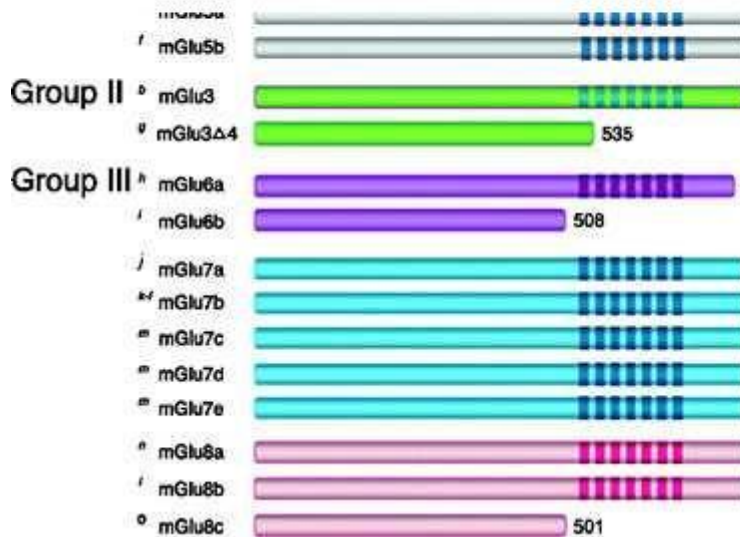 f mGlu5b
Group II b mGlu3
g mGlu3Δ4 535
Group III h mGlu6a
i mGlu6b 508
j mGlu7a
k-l mGlu7b
m mGlu7c
m mGlu7d
m mGlu7e
n mGlu8a
mGlu8b
o mGlu8c 501